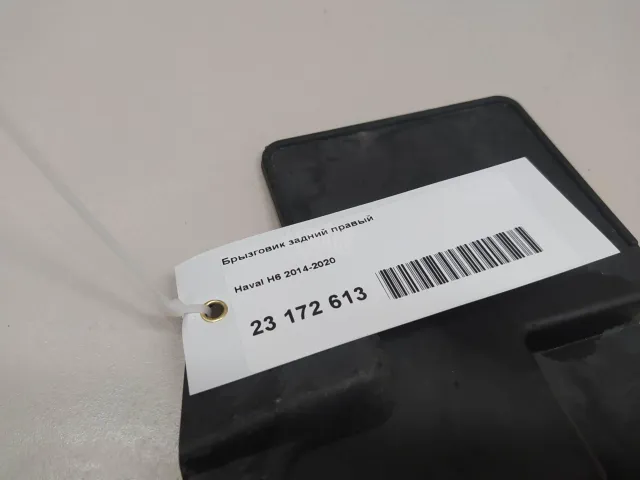 Брызговик задний правый
Haval H6 2014-2020
23 172 613